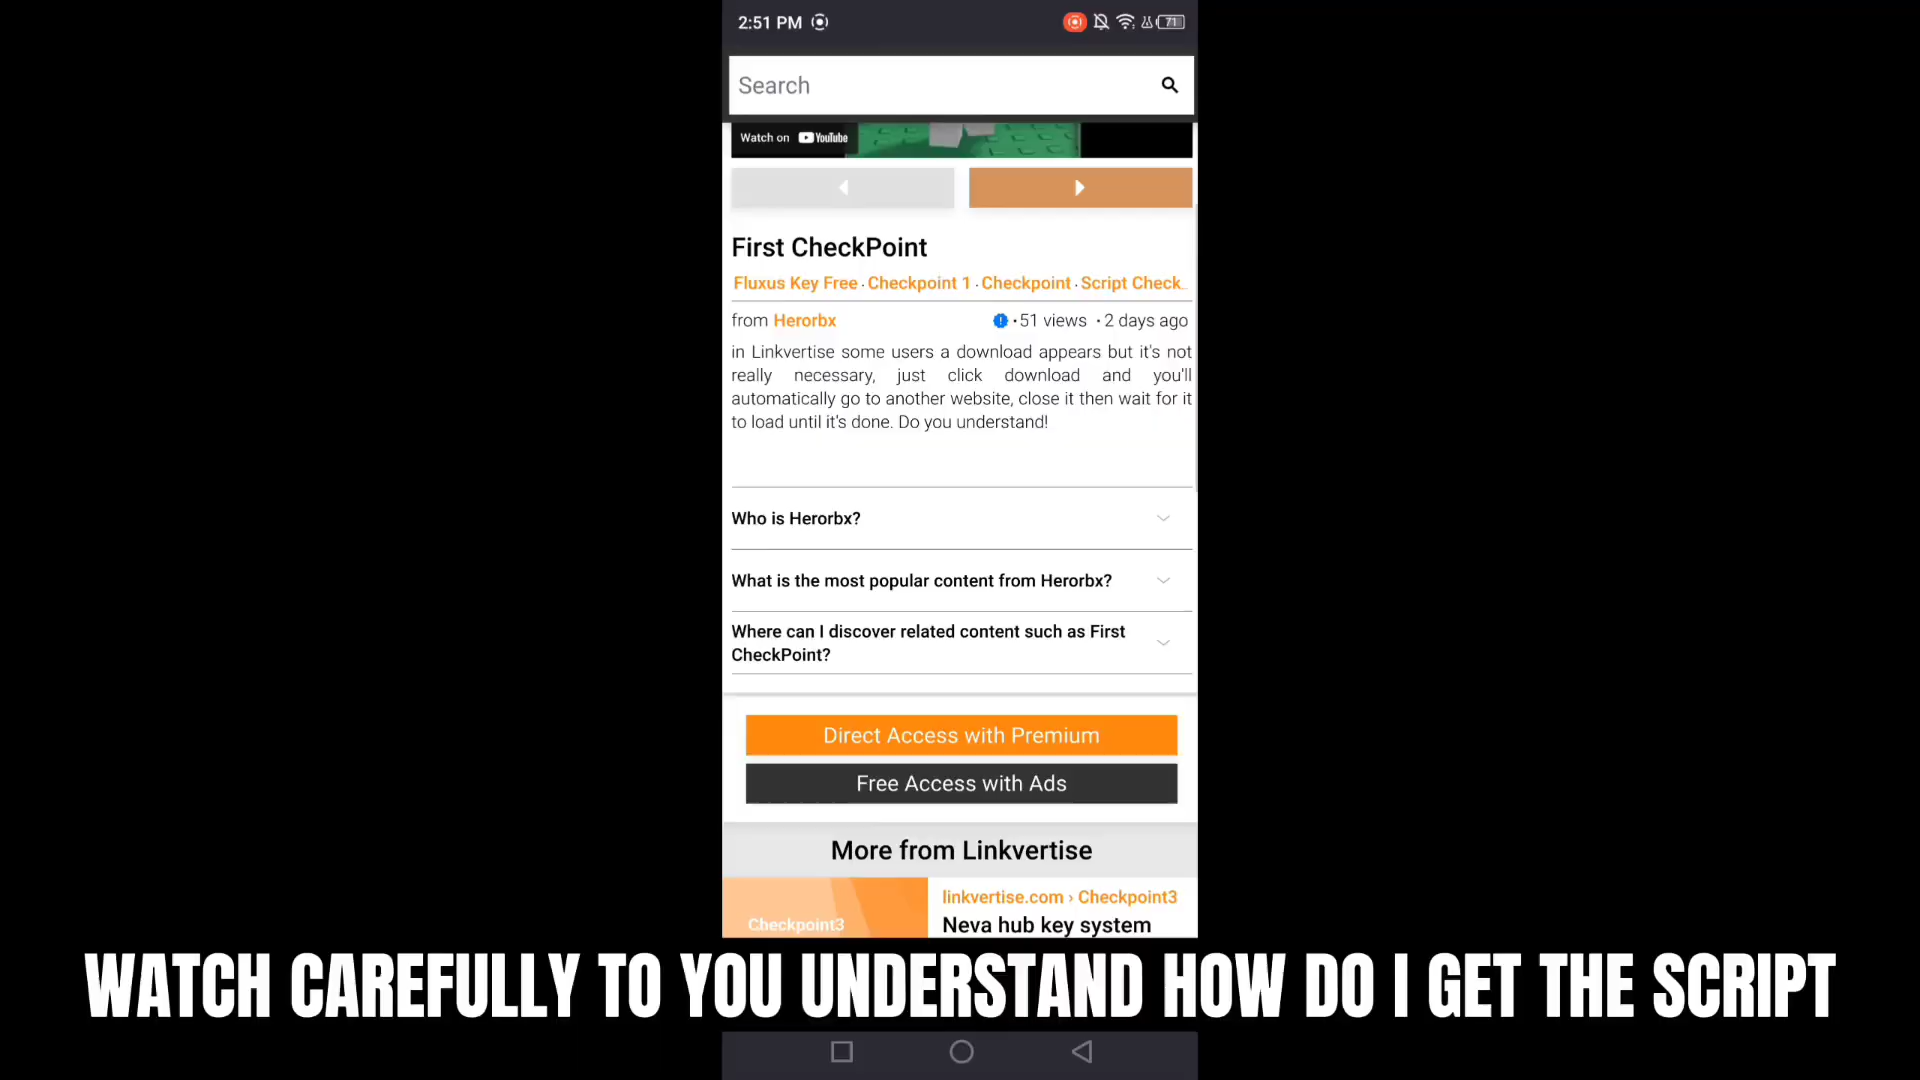 2:51 PM
71
Search
Watch on YouTube
First CheckPoint
Fluxus Key Free · Checkpoint 1 · Checkpoint · Script Check..
from Herorbx · 51 views · 2 days ago
in Linkvertise some users a download appears but it's not
really necessary, just click download and you'll
automatically go to another website, close it then wait for it
to load until it's done. Do you understand!
Who is Herorbx?
What is the most popular content from Herorbx?
Where can I discover related content such as First
CheckPoint?
Direct Access with Premium
Free Access with Ads
More from Linkvertise
linkvertise.com › Checkpoint3
Checkpoint3
Neva hub key system
WATCH CAREFULLY TO YOU UNDERSTAND HOW DO I GET THE SCRIPT